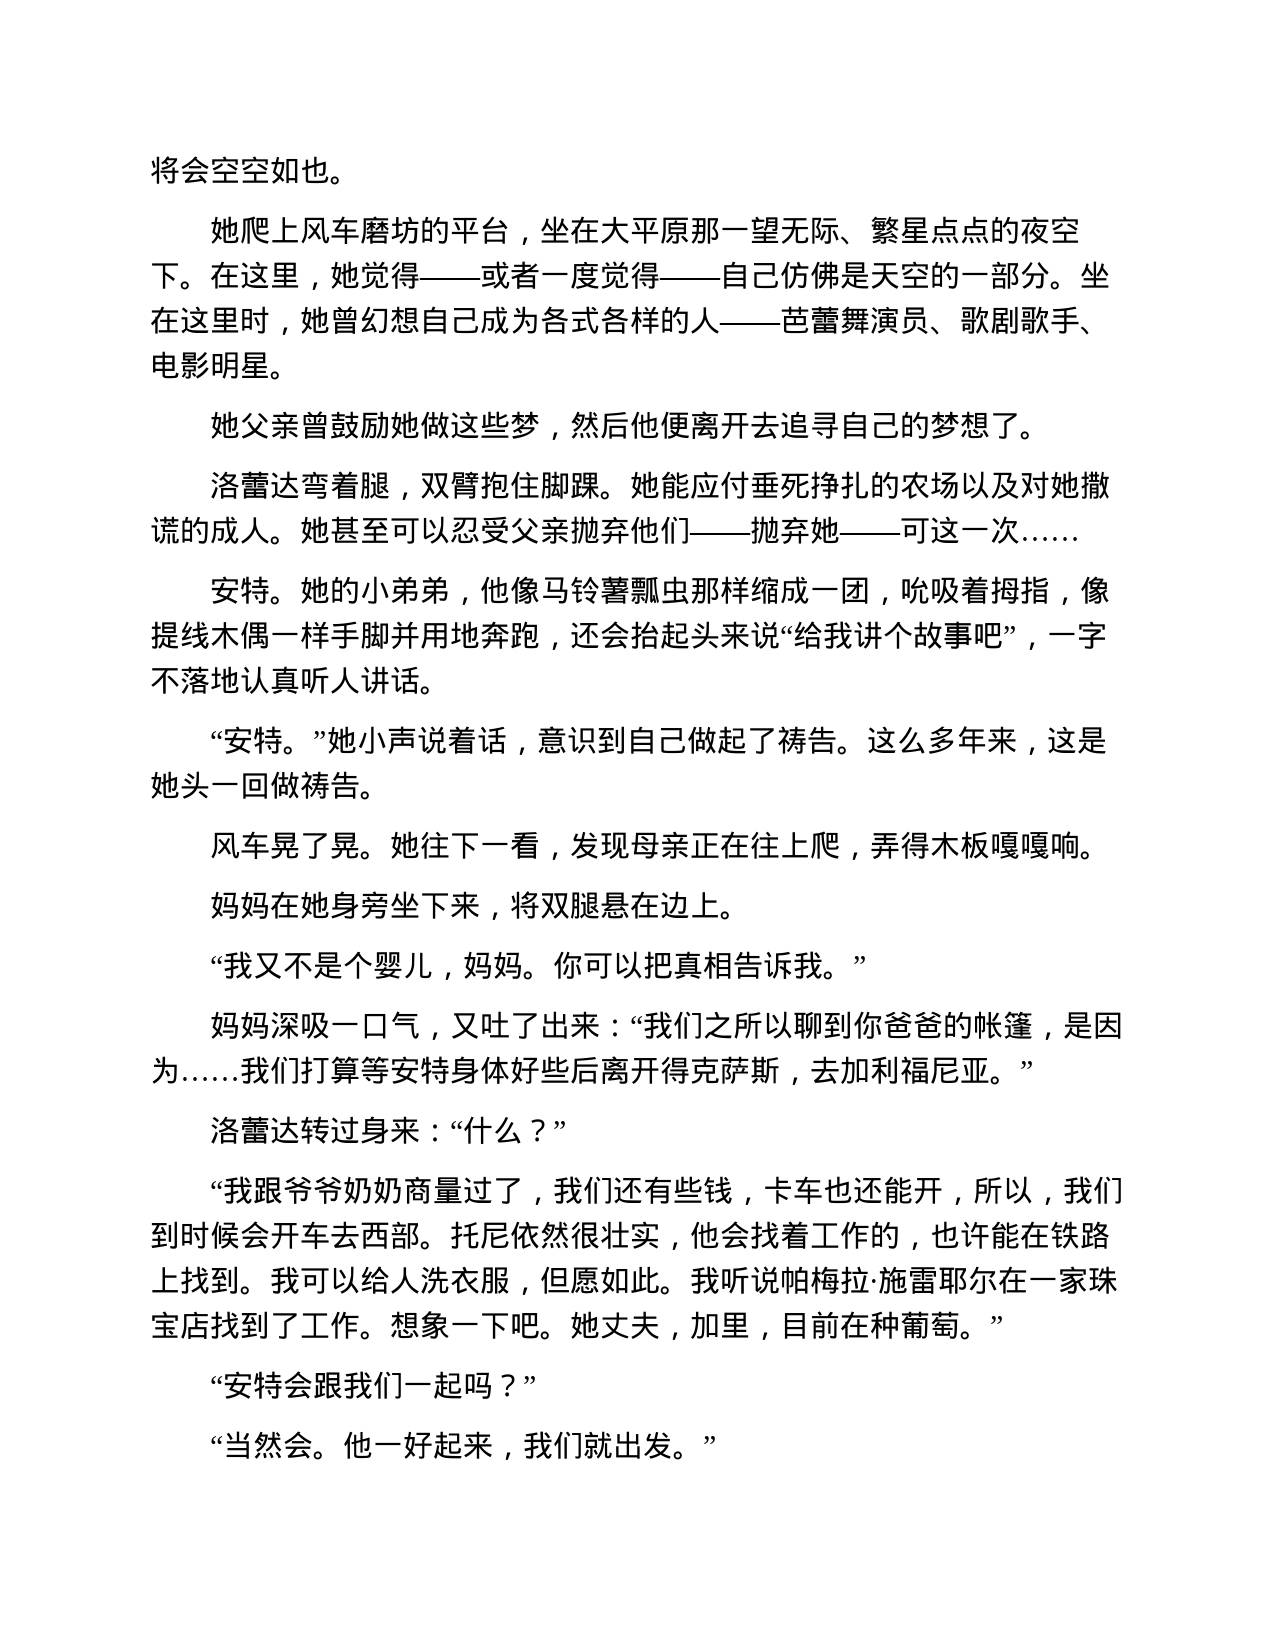 将会空空如也。
她爬上风车磨坊的平台，坐在大平原那一望无际、繁星点点的夜空
下。在这里，她觉得——或者一度觉得——自己仿佛是天空的一部分。坐
在这里时，她曾幻想自己成为各式各样的人——芭蕾舞演员、歌剧歌手、
电影明星。
她父亲曾鼓励她做这些梦，然后他便离开去追寻自己的梦想了。
洛蕾达弯着腿，双臂抱住脚踝。她能应付垂死挣扎的农场以及对她撒
谎的成人。她甚至可以忍受父亲抛弃他们——抛弃她——可这一次……
安特。她的小弟弟，他像马铃薯瓢虫那样缩成一团，吮吸着拇指，像
提线木偶一样手脚并用地奔跑，还会抬起头来说“给我讲个故事吧”，一字
不落地认真听人讲话。
“安特。”她小声说着话，意识到自己做起了祷告。这么多年来，这是
她头一回做祷告。
风车晃了晃。她往下一看，发现母亲正在往上爬，弄得木板嘎嘎响。
妈妈在她身旁坐下来，将双腿悬在边上。
“我又不是个婴儿，妈妈。你可以把真相告诉我。”
妈妈深吸一口气，又吐了出来：“我们之所以聊到你爸爸的帐篷，是因
为……我们打算等安特身体好些后离开得克萨斯，去加利福尼亚。”
洛蕾达转过身来：“什么？”
“我跟爷爷奶奶商量过了，我们还有些钱，卡车也还能开，所以，我们
到时候会开车去西部。托尼依然很壮实，他会找着工作的，也许能在铁路
上找到。我可以给人洗衣服，但愿如此。我听说帕梅拉·施雷耶尔在一家珠
宝店找到了工作。想象一下吧。她丈夫，加里，目前在种葡萄。”
“安特会跟我们一起吗？”
“当然会。他一好起来，我们就出发。”